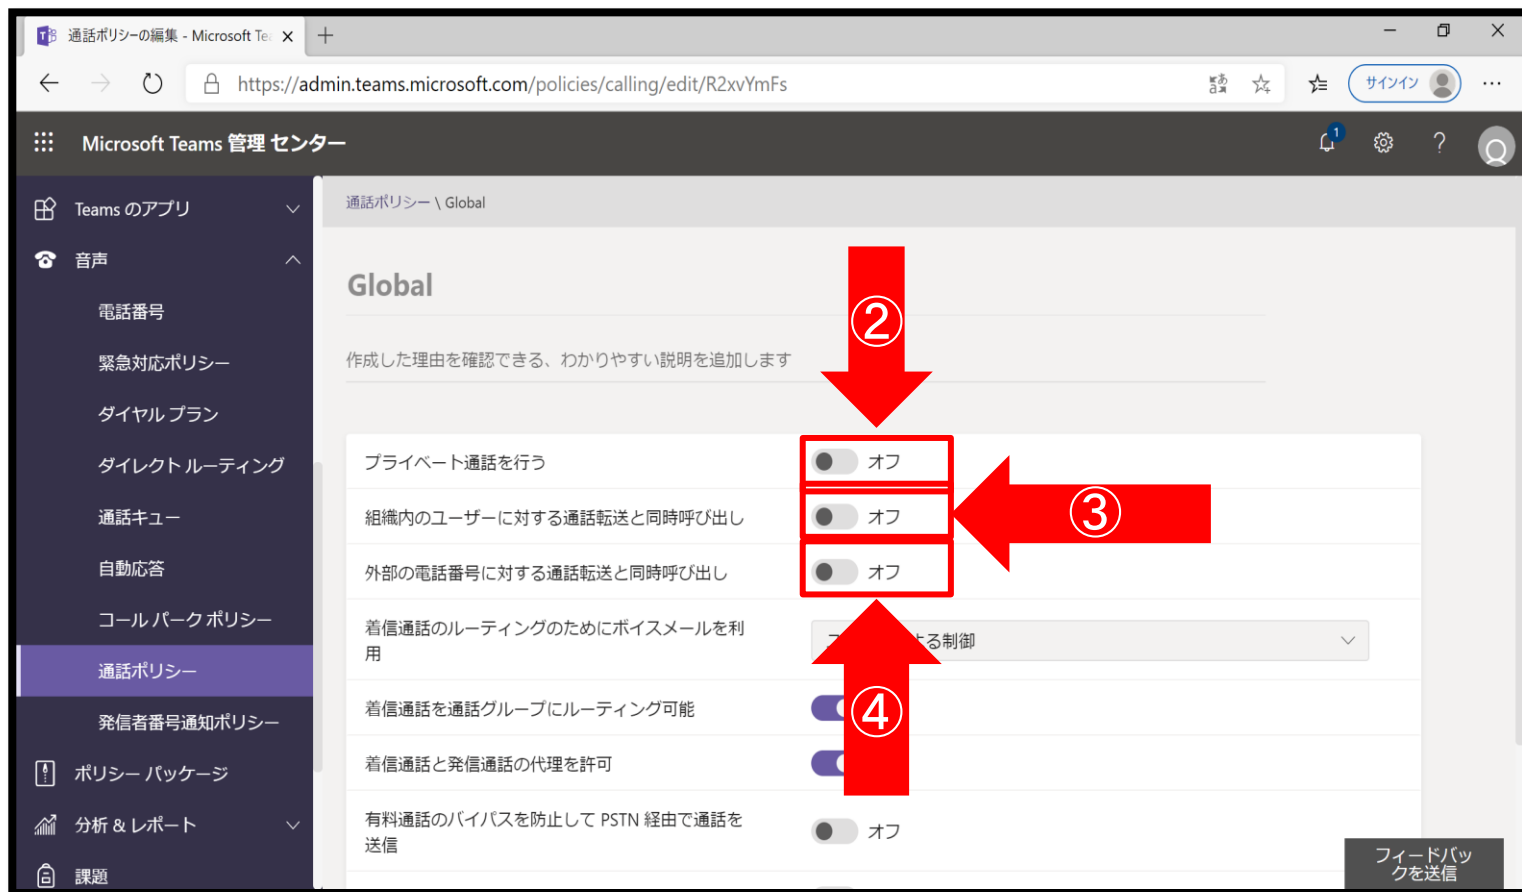 通話ポリシーの編集 - Microsoft Te
https://admin.teams.microsoft.com/policies/calling/edit/R2xvYmFs
サインイン
Microsoft Teams 管理センター
1
Teams のアプリ
音声
電話番号
緊急対応ポリシー
ダイヤル プラン
ダイレクト ルーティング
通話キュー
自動応答
コール パーク ポリシー
通話ポリシー
発信者番号通知ポリシー
ポリシー パッケージ
分析 & レポート
課題
通話ポリシー \ Global
Global
②
作成した理由を確認できる、わかりやすい説明を追加します
プライベート通話を行う
オフ
組織内のユーザーに対する通話転送と同時呼び出し
オフ
③
外部の電話番号に対する通話転送と同時呼び出し
オフ
着信通話のルーティングのためにボイスメールを利
用
る制御
着信通話を通話グループにルーティング可能
④
着信通話と発信通話の代理を許可
有料通話のバイパスを防止して PSTN 経由で通話を
送信
オフ
フィードバッ
クを送信